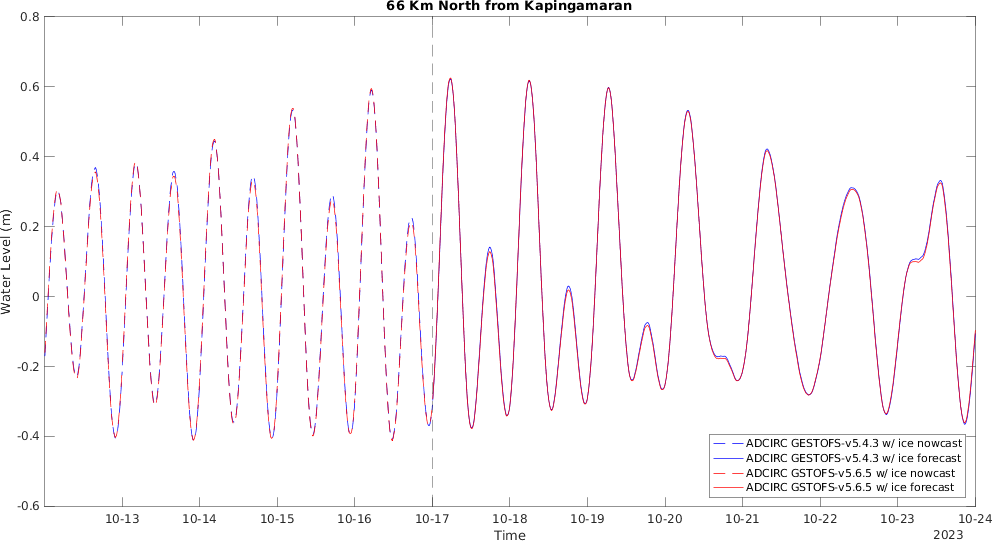 66 Km North from Kapingamaran
Water Level (m)
0.8
0.6
0.4
0.2
0
-0.2
-0.4
-0.6
10-13 10-14 10-15 10-16 10-17 10-18 10-19 10-20 10-21 10-22 10-23 10-24
Time
2023
ADCIRC GESTOFS-v5.4.3 w/ ice nowcast
ADCIRC GESTOFS-v5.4.3 w/ ice forecast
ADCIRC GSTOFS-v5.6.5 w/ ice nowcast
ADCIRC GSTOFS-v5.6.5 w/ ice forecast